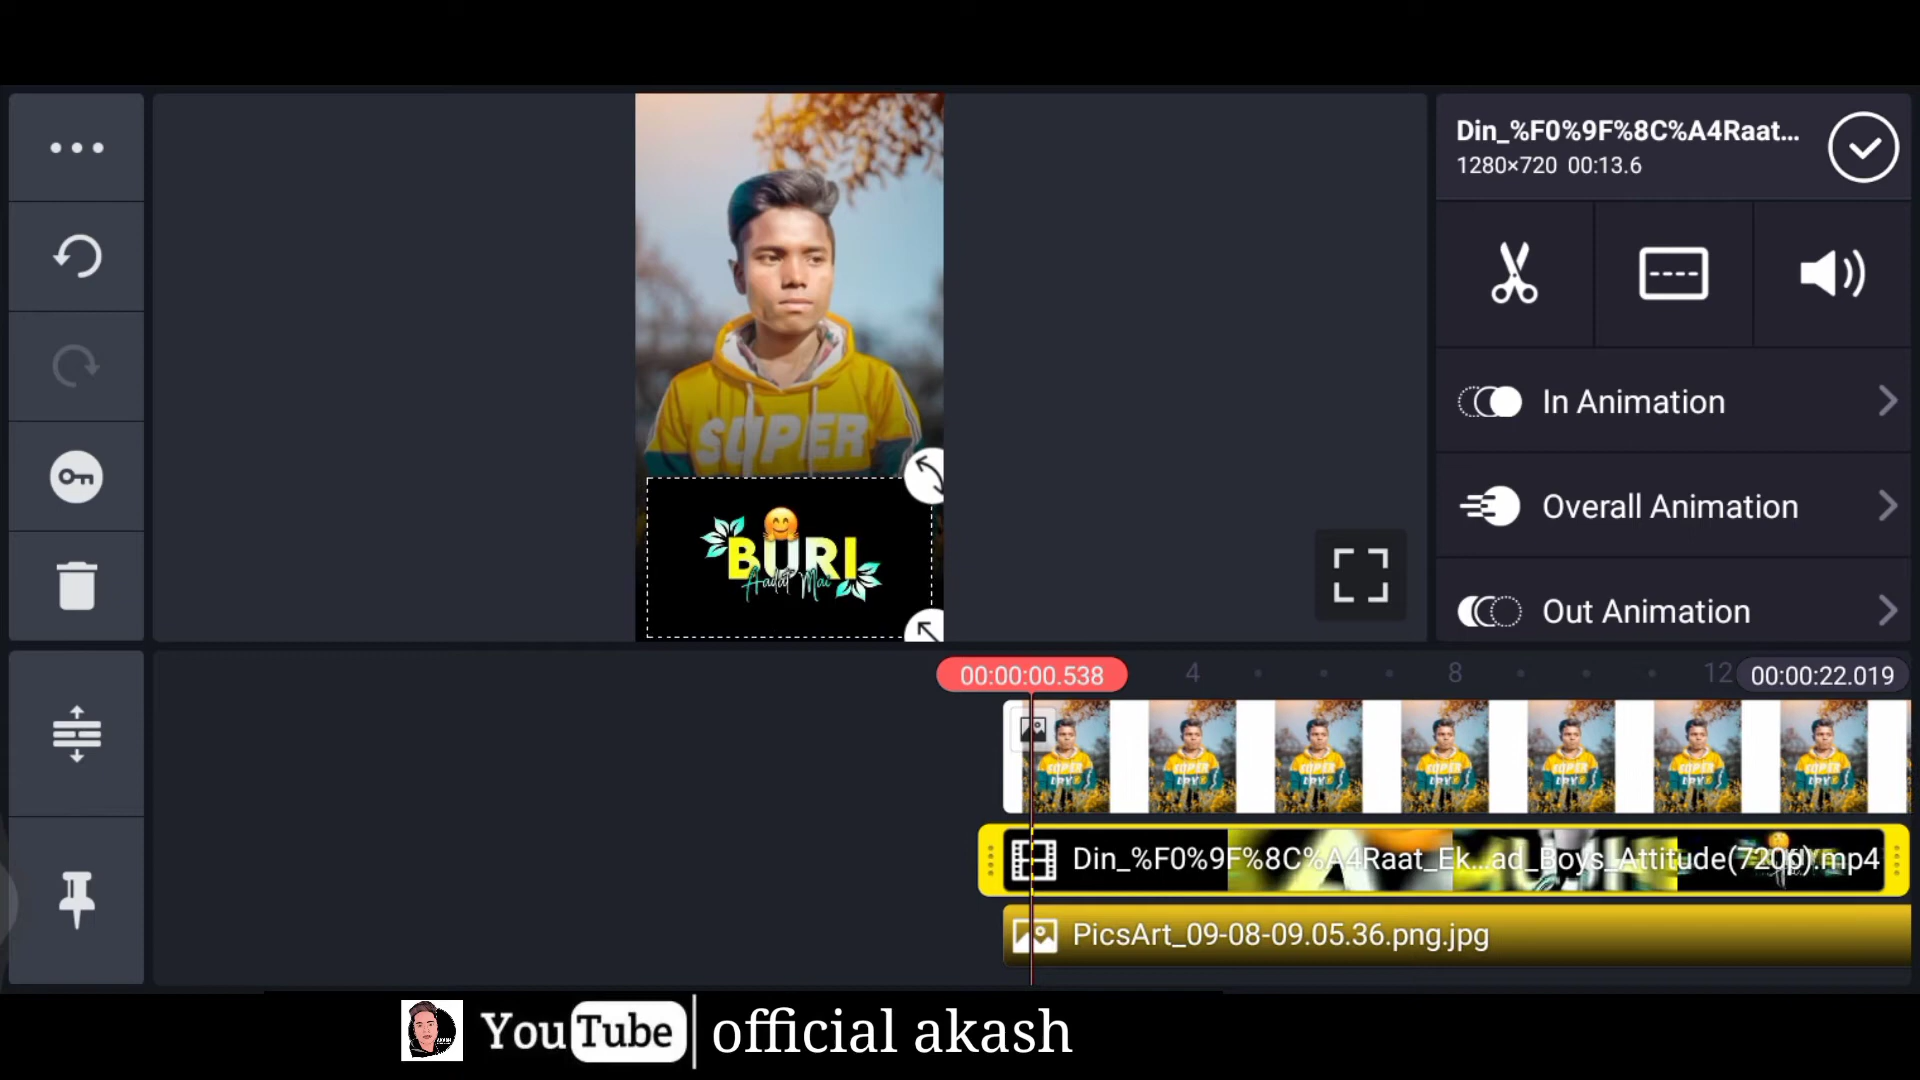 Din_%F0%9F%8C%A4Raat...
1280×720 00:13.6
In Animation
Overall Animation
Out Animation
SUPER
BURI
Aadat Mai
00:00:00.538
4
8
12
00:00:22.019
Din_%F0%9F%8C%A4Raat_Ek...ad_Boys_Attitude(720p).mp4
PicsArt_09-08-09.05.36.png.jpg
YouTube
official akash